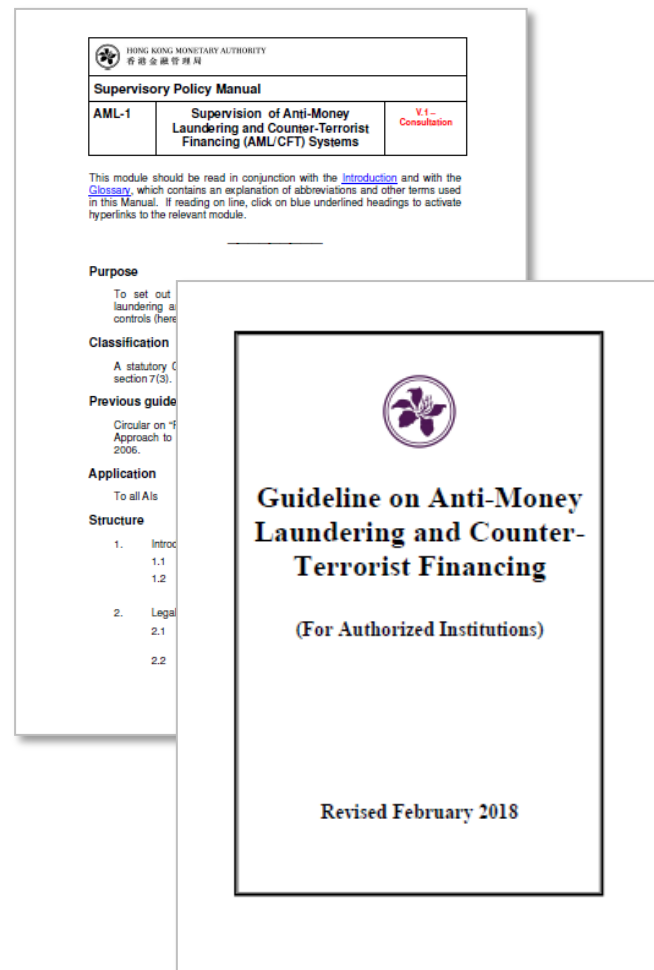 HONG KONG MONETARY AUTHORITY
香港金融管理局
Supervisory Policy Manual
AML-1
Supervision of Anti-Money
Laundering and Counter-Terrorist
Financing (AML/CFT) Systems
V.1 –
Consultation
This module should be read in conjunction with the Introduction and with the
Glossary, which contains an explanation of abbreviations and other terms used
in this Manual. If reading on line, click on blue underlined headings to activate
hyperlinks to the relevant module.
Purpose
To set out
laundering
controls
Classification
A statutory
section 7(3).
Previous
Circular on
Approach to
2006.
Application
To all AIs
Structure
1.
1.1
1.2
2.
2.1
2.2
Guideline on Anti-Money
Laundering and Counter-
Terrorist Financing
(For Authorized Institutions)
Revised February 2018